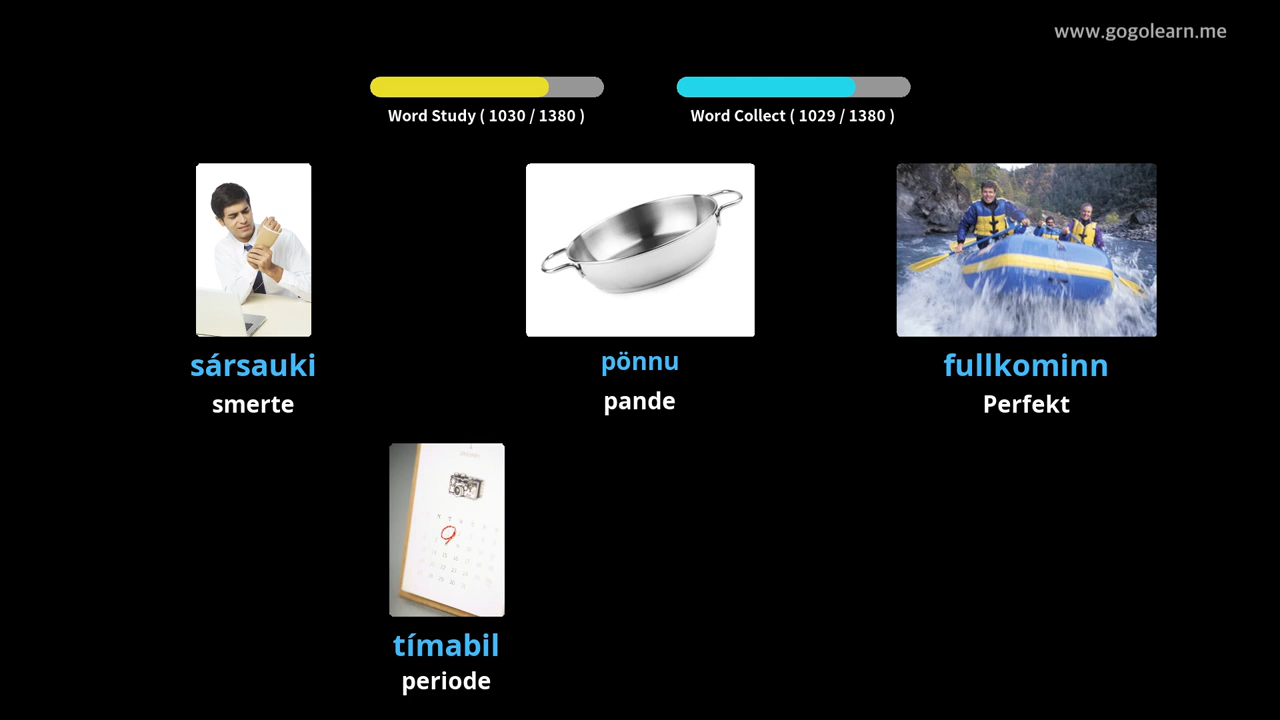 www.gogolearn.me
Word Study ( 1030 / 1380 )
Word Collect ( 1029 / 1380 )
sársauki
smerte
pönnu
pande
fullkominn
Perfekt
tímabil
periode